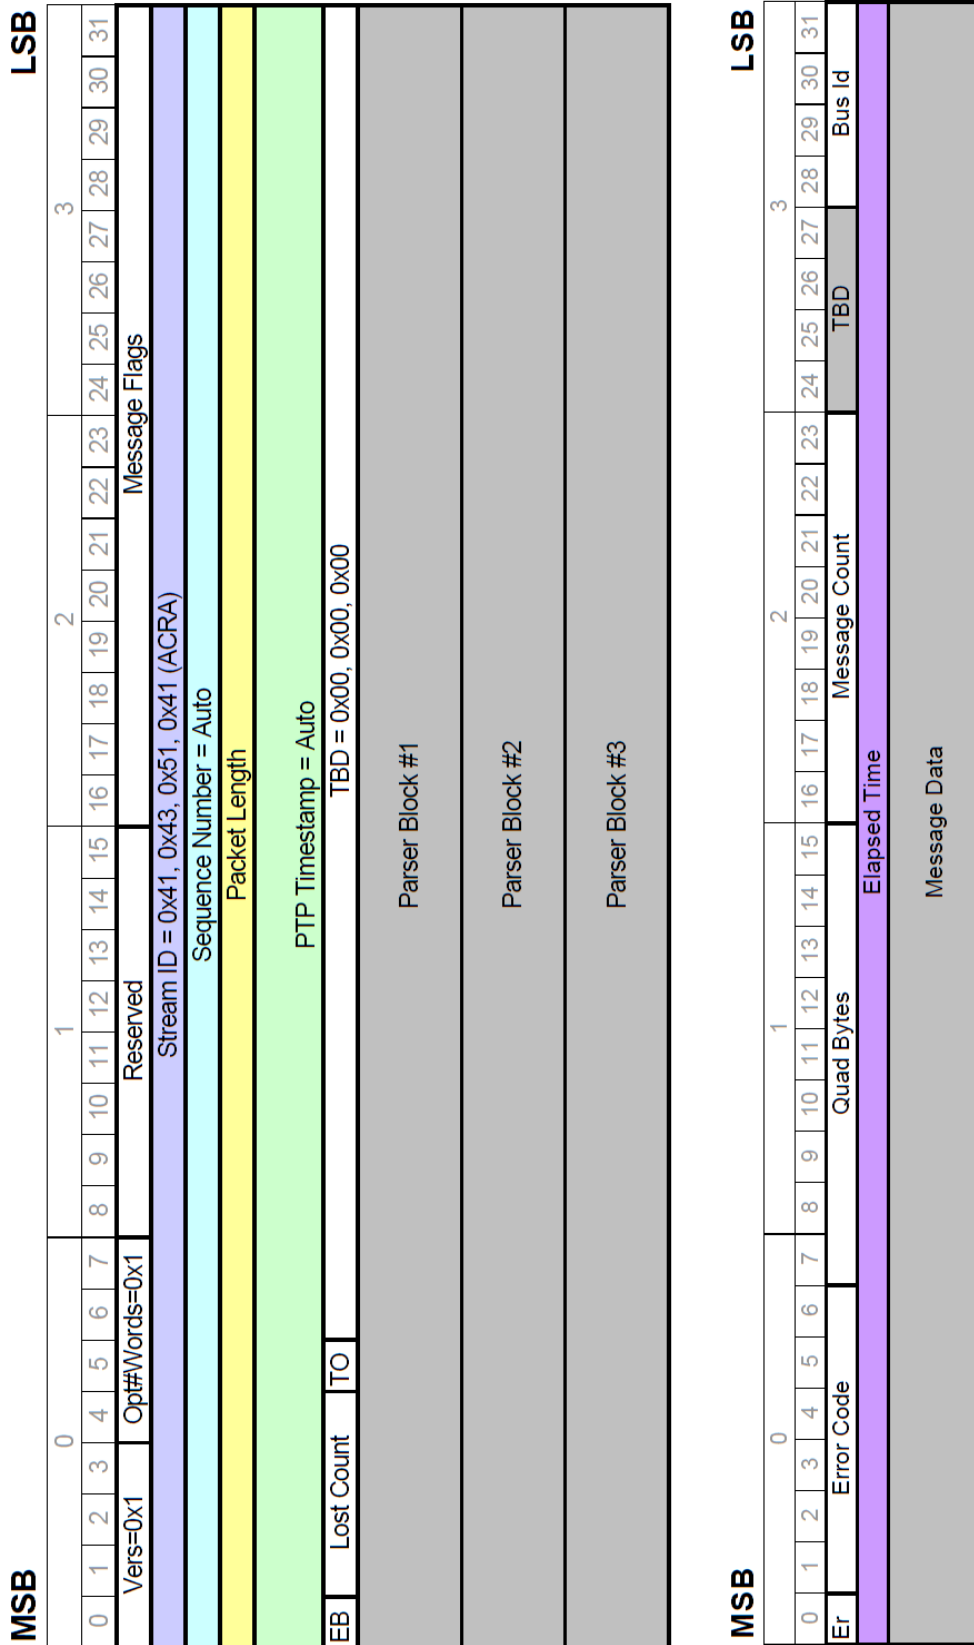 MSB LSB
0 1 2 3
0 1 2 3 4 5 6 7 8 9 10 11 12 13 14 15 16 17 18 19 20 21 22 23 24 25 26 27 28 29 30 31
Vers=0x1 Opt#Words=0x1 Reserved Message Flags
Stream ID = 0x41, 0x43, 0x51, 0x41 (ACRA)
Sequence Number = Auto
Packet Length
PTP Timestamp = Auto
EB Lost Count TO TBD = 0x00, 0x00, 0x00, 0x00
Parser Block #1
Parser Block #2
Parser Block #3
MSB LSB
0 1 2 3
0 1 2 3 4 5 6 7 8 9 10 11 12 13 14 15 16 17 18 19 20 21 22 23 24 25 26 27 28 29 30 31
Er Error Code Quad Bytes Message Count TBD Bus Id
Elapsed Time
Message Data